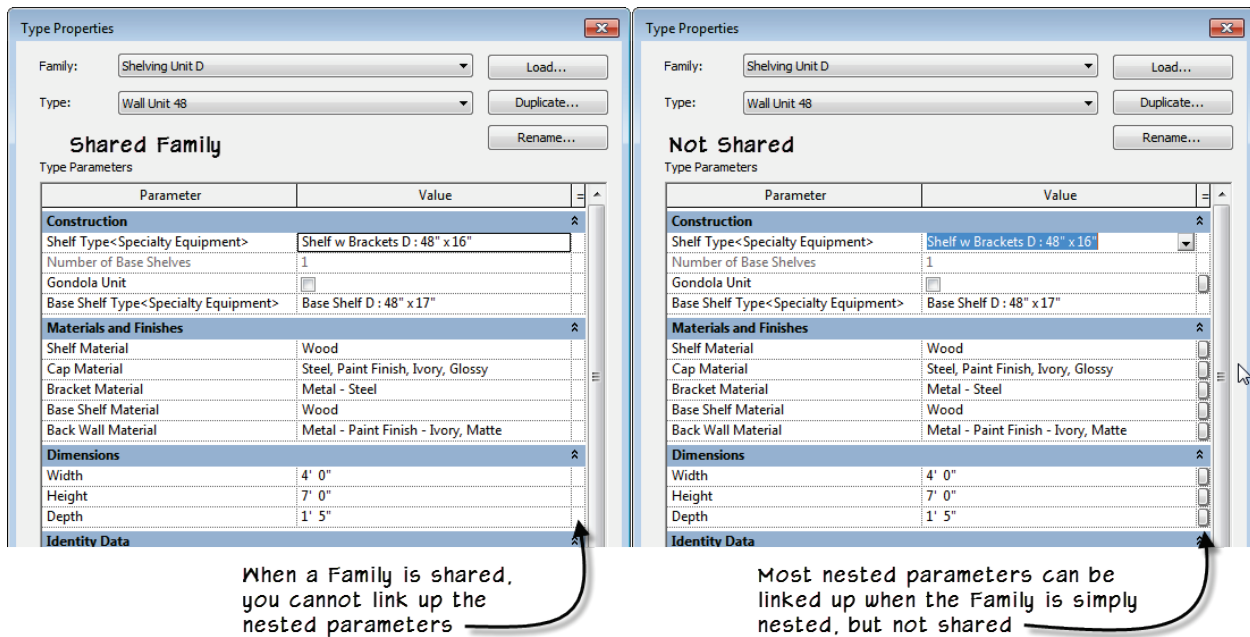 Type Properties
Family: Shelving Unit D Load...
Type: Wall Unit 48 Duplicate...
Shared Family Rename...
Type Parameters
Parameter Value =
Construction
Shelf Type<Specialty Equipment> Shelf w Brackets D : 48" x 16"
Number of Base Shelves 1
Gondola Unit
Base Shelf Type<Specialty Equipment> Base Shelf D : 48" x 17"
Materials and Finishes
Shelf Material Wood
Cap Material Steel, Paint Finish, Ivory, Glossy
Bracket Material Metal - Steel
Base Shelf Material Wood
Back Wall Material Metal - Paint Finish - Ivory, Matte
Dimensions
Width 4' 0"
Height 7' 0"
Depth 1' 5"
Identity Data
When a Family is shared,
you cannot link up the
nested parameters
Type Properties
Family: Shelving Unit D Load...
Type: Wall Unit 48 Duplicate...
Not Shared Rename...
Type Parameters
Parameter Value =
Construction
Shelf Type<Specialty Equipment> Shelf w Brackets D : 48" x 16"
Number of Base Shelves 1
Gondola Unit
Base Shelf Type<Specialty Equipment> Base Shelf D : 48" x 17"
Materials and Finishes
Shelf Material Wood
Cap Material Steel, Paint Finish, Ivory, Glossy
Bracket Material Metal - Steel
Base Shelf Material Wood
Back Wall Material Metal - Paint Finish - Ivory, Matte
Dimensions
Width 4' 0"
Height 7' 0"
Depth 1' 5"
Identity Data
Most nested parameters can be
linked up when the Family is simply
nested, but not shared